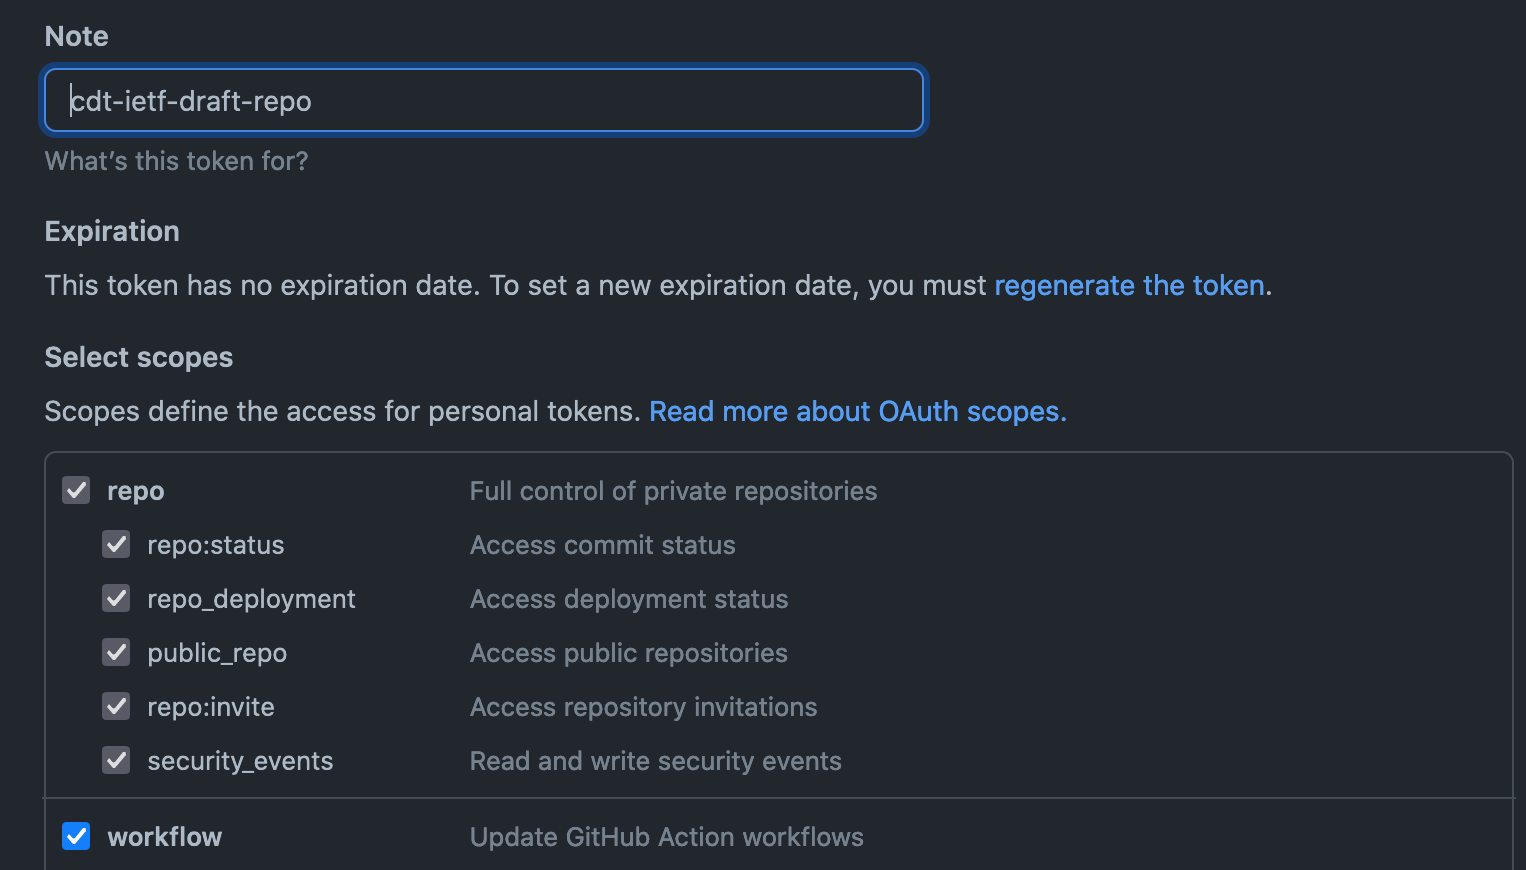 Note
cdt-ietf-draft-repo
What's this token for?
Expiration
This token has no expiration date. To set a new expiration date, you must regenerate the token.
Select scopes
Scopes define the access for personal tokens. Read more about OAuth scopes.
repo Full control of private repositories
repo:status Access commit status
repo_deployment Access deployment status
public_repo Access public repositories
repo:invite Access repository invitations
security_events Read and write security events
workflow Update GitHub Action workflows